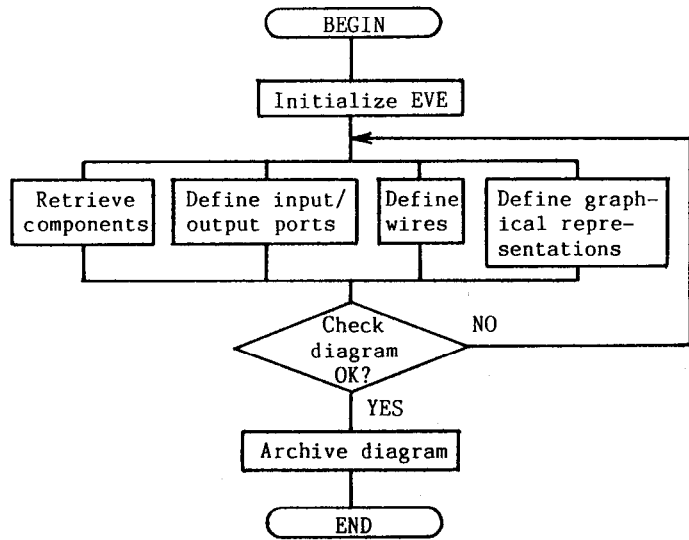 BEGIN
Initialize EVE
Retrieve
components
Define input/
output ports
Define
wires
Define graph-
ical repre-
sentations
Check
diagram
OK?
NO
YES
Archive diagram
END